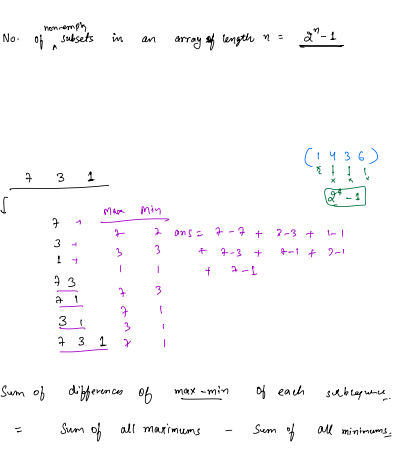 No. of non-empty subsets in an array of length n = 2^n - 1
(1 4 3 6)
2 x x x
2^4 - 1
7 3 1
Max Min
7 → 7 7 ans = 7-7 + 3-3 + 1-1
3 → 3 3 + 7-3 + 7-1 + 3-1
1 → 1 1 + 7-1
7 3 7 3
7 1 7 1
3 1 3 1
7 3 1 7 1
Sum of differences of max-min of each subsequence.
= Sum of all maximums - Sum of all minimums.